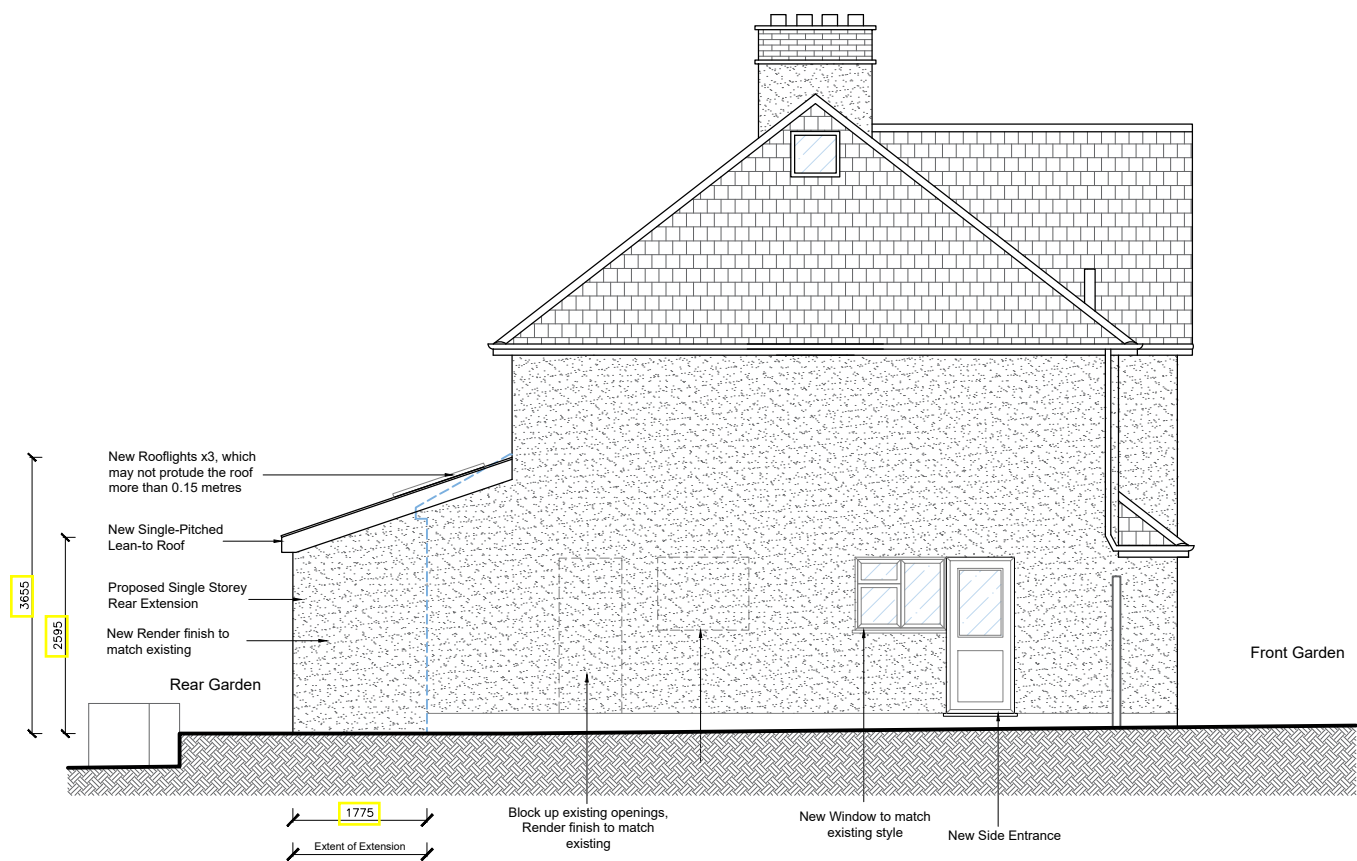 New Rooflights x3, which
may not protude the roof
more than 0.15 metres
New Single-Pitched
Lean-to Roof
Proposed Single Storey
Rear Extension
New Render finish to
match existing
3655
2595
Rear Garden
Front Garden
1775
Extent of Extension
Block up existing openings,
Render finish to match
existing
New Window to match
existing style
New Side Entrance